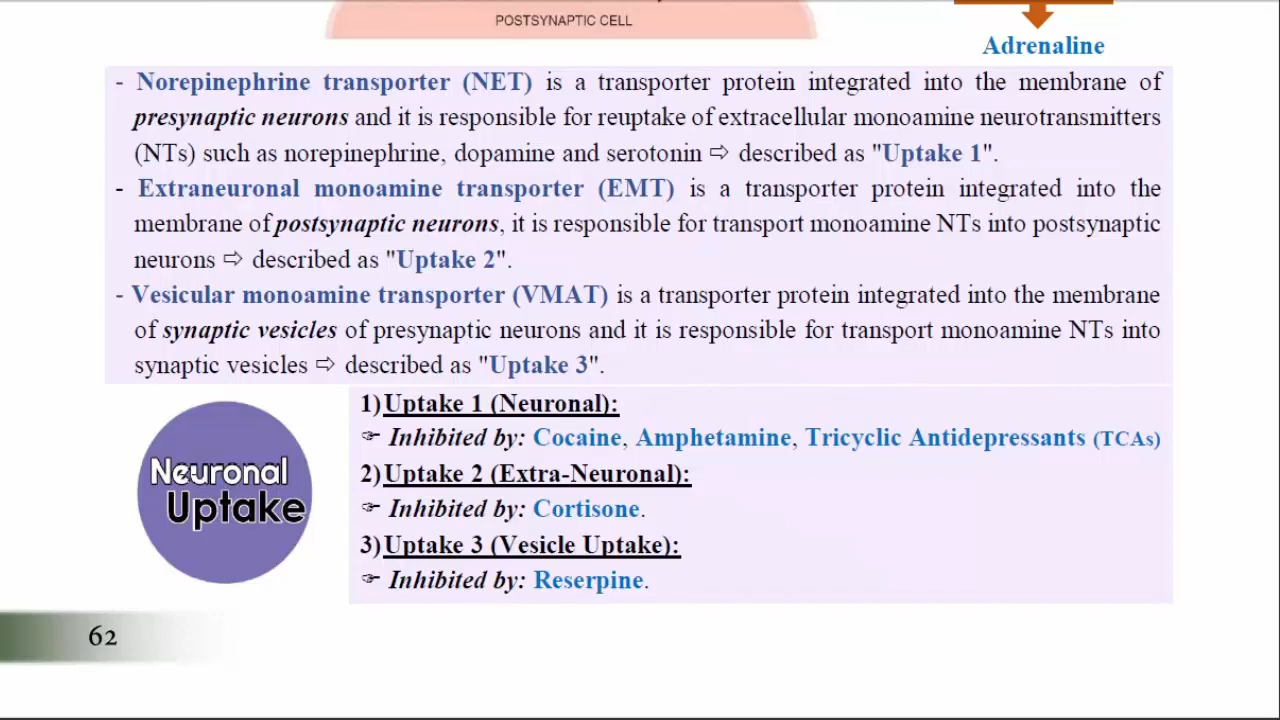 POSTSYNAPTIC CELL
Adrenaline
- Norepinephrine transporter (NET) is a transporter protein integrated into the membrane of
presynaptic neurons and it is responsible for reuptake of extracellular monoamine neurotransmitters
(NTs) such as norepinephrine, dopamine and serotonin ⇨ described as "Uptake 1".
- Extraneuronal monoamine transporter (EMT) is a transporter protein integrated into the
membrane of postsynaptic neurons, it is responsible for transport monoamine NTs into postsynaptic
neurons ⇨ described as "Uptake 2".
- Vesicular monoamine transporter (VMAT) is a transporter protein integrated into the membrane
of synaptic vesicles of presynaptic neurons and it is responsible for transport monoamine NTs into
synaptic vesicles ⇨ described as "Uptake 3".
Neuronal
Uptake
1) Uptake 1 (Neuronal):
☞ Inhibited by: Cocaine, Amphetamine, Tricyclic Antidepressants (TCAs)
2) Uptake 2 (Extra-Neuronal):
☞ Inhibited by: Cortisone.
3) Uptake 3 (Vesicle Uptake):
☞ Inhibited by: Reserpine.
62